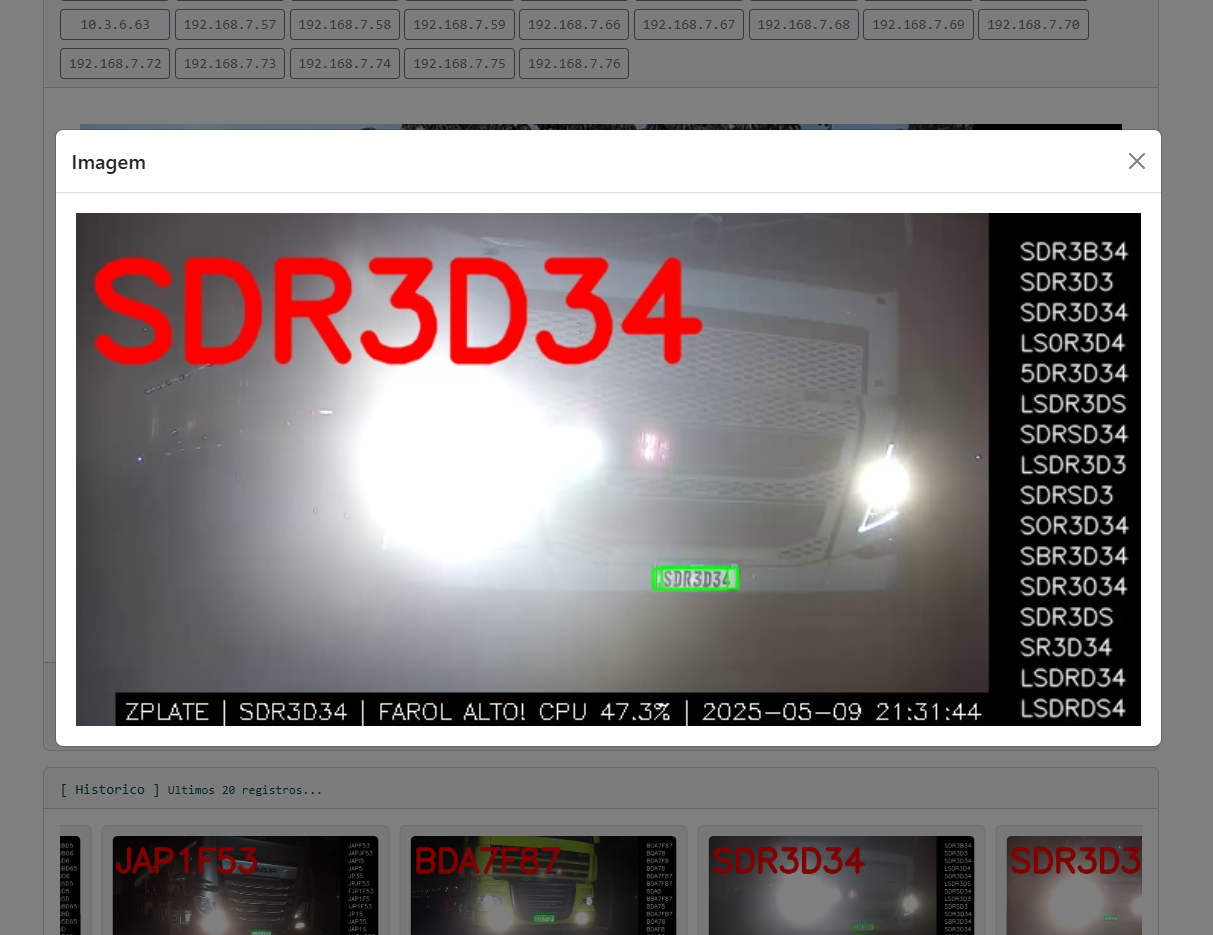 10.3.6.63 192.168.7.57 192.168.7.58 192.168.7.59 192.168.7.66 192.168.7.67 192.168.7.68 192.168.7.69 192.168.7.70
192.168.7.72 192.168.7.73 192.168.7.74 192.168.7.75 192.168.7.76
Imagem
SDR3D34
SDR3B34
SDR3D3
SDR3D34
LSOR3D4
5DR3D34
LSDR3DS
SDRSD34
LSDR3D3
SDRSD3
SOR3D34
SBR3D34
SDR3O34
SDR3DS
SR3D34
LSDRD34
LSDRDS4
SDR3D34
ZPLATE | SDR3D34 | FAROL ALTO! CPU 47.3% | 2025-05-09 21:31:44
[ Historico ] Ultimos 20 registros...
JAP1F53
BDA7F87
SDR3D34
SDR3D3